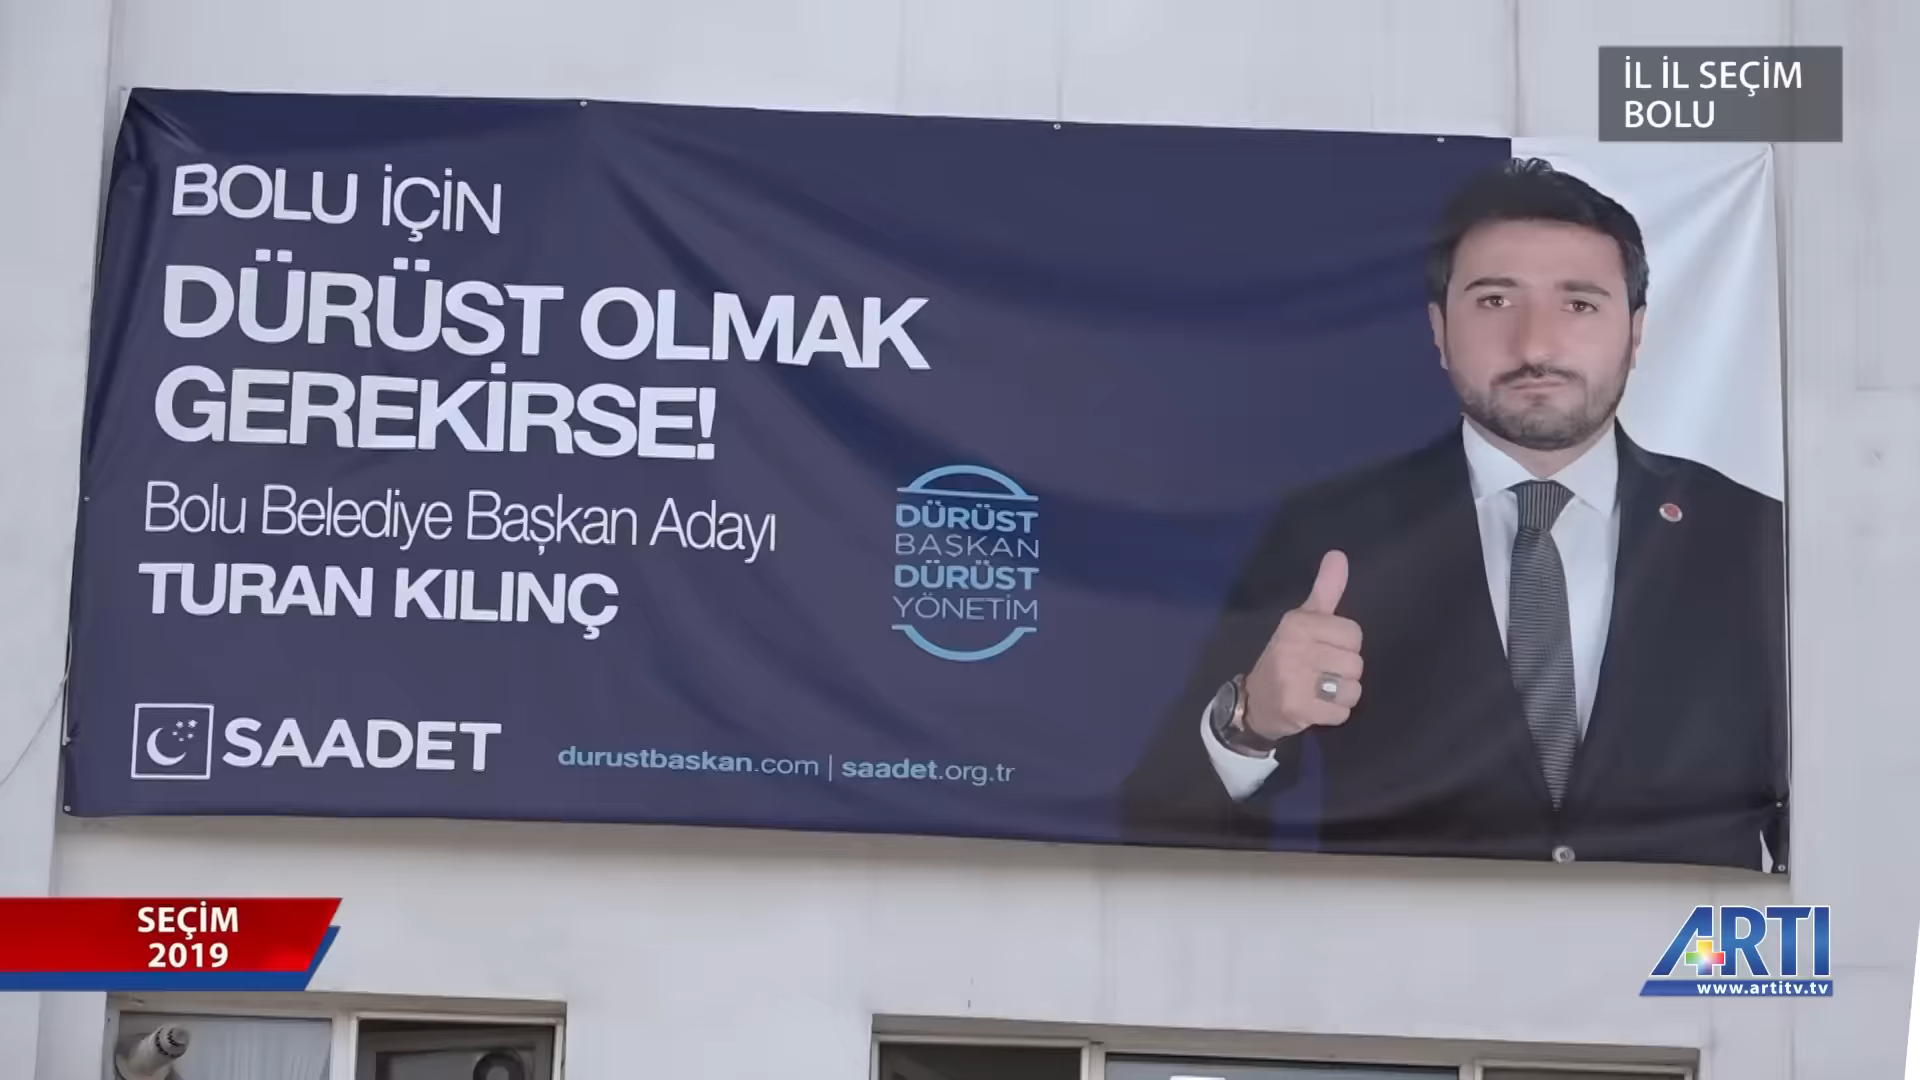 İL İL SEÇİM
BOLU
BOLU İÇİN
DÜRÜST OLMAK
GEREKİRSE!
Bolu Belediye Başkan Adayı
TURAN KILINÇ
DÜRÜST
BAŞKAN
DÜRÜST
YÖNETİM
SAADET
durustbaskan.com | saadet.org.tr
SEÇİM
2019
ARTI
www.artitv.tv